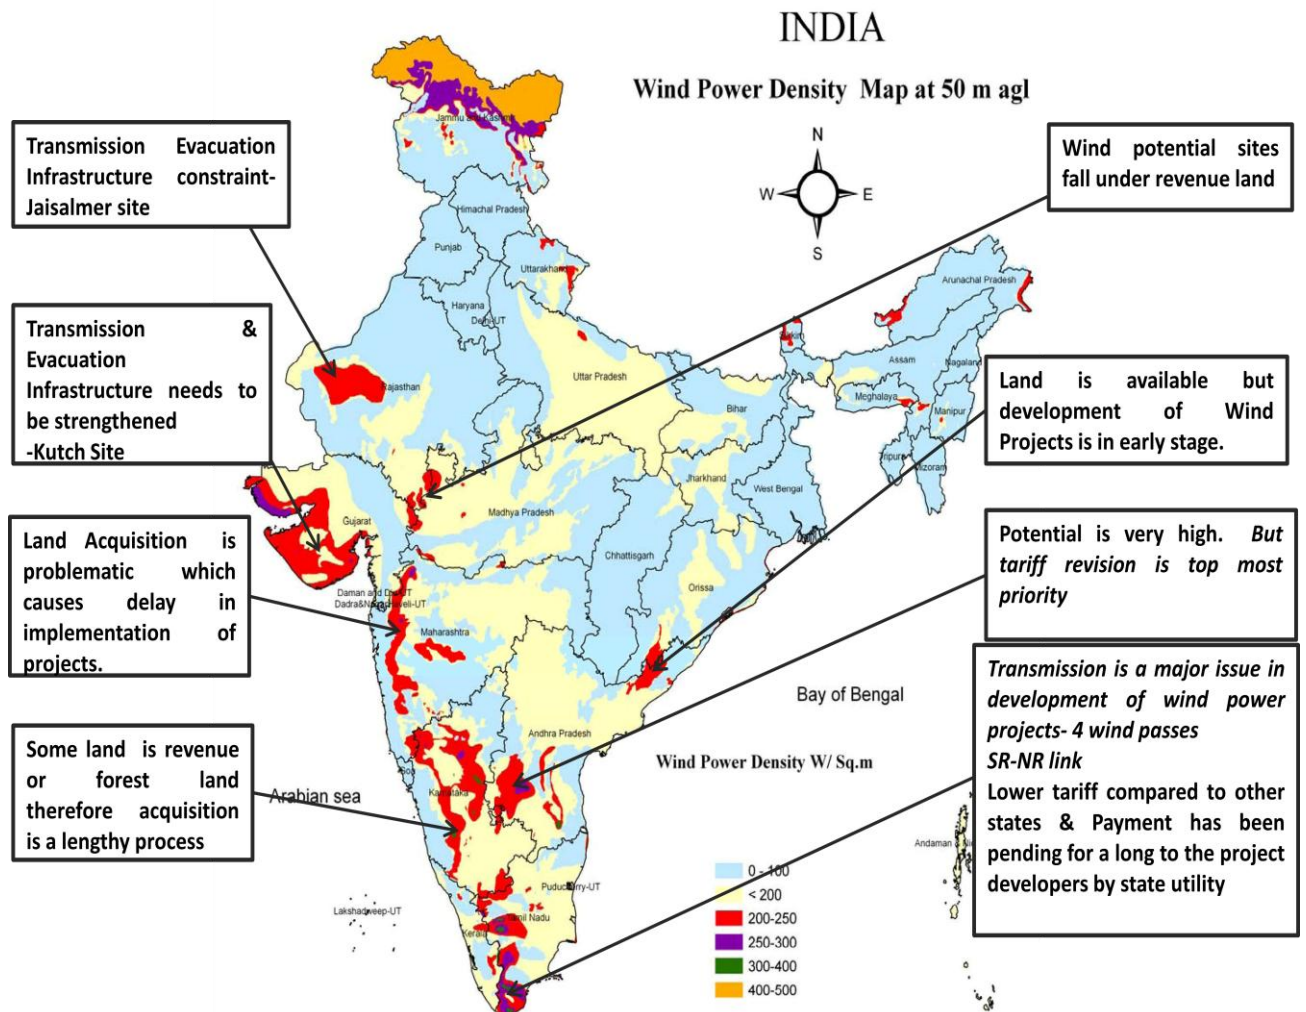 INDIA
Wind Power Density Map at 50 m agl
N
W
E
S
Transmission Evacuation
Infrastructure constraint-
Jaisalmer site
Transmission &
Evacuation
Infrastructure needs to
be strengthened
-Kutch Site
Land Acquisition is
problematic which
causes delay in
implementation of
projects.
Some land is revenue
or forest land
therefore acquisition
is a lengthy process
Wind potential sites
fall under revenue land
Land is available but
development of Wind
Projects is in early stage.
Potential is very high. But
tariff revision is top most
priority
Transmission is a major issue in
development of wind power
projects- 4 wind passes
SR-NR link
Lower tariff compared to other
states & Payment has been
pending for a long to the project
developers by state utility
Jammu and Kashmir
Himachal Pradesh
Punjab
Uttarakhand
Haryana
Delhi-UT
Rajasthan
Uttar Pradesh
Bihar
Sikkim
Arunachal Pradesh
Assam
Nagaland
Meghalaya
Manipur
Tripura
Mizoram
West Bengal
Jharkhand
Gujarat
Madhya Pradesh
Chhattisgarh
Orissa
Daman and Diu-UT
Dadra&Nagarhaveli-UT
Maharashtra
Andhra Pradesh
Goa
Karnataka
Arabian sea
Bay of Bengal
Puducherry-UT
Tamil Nadu
Kerala
Lakshadweep-UT
Andaman & Ni
Wind Power Density W/ Sq.m
0 - 100
< 200
200-250
250-300
300-400
400-500